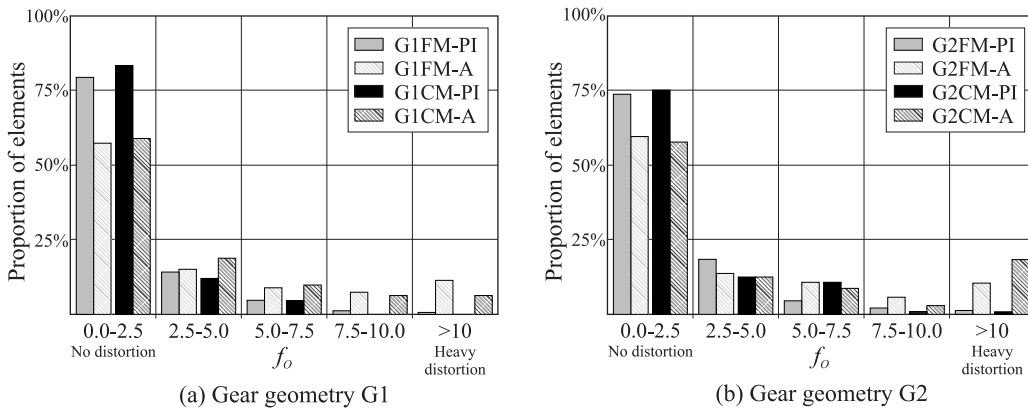 100%
75%
50%
25%
Proportion of elements
G1FM-PI
G1FM-A
G1CM-PI
G1CM-A
0.0-2.5 2.5-5.0 5.0-7.5 7.5-10.0 >10
No distortion
Heavy distortion
fo
(a) Gear geometry G1
100%
75%
50%
25%
Proportion of elements
G2FM-PI
G2FM-A
G2CM-PI
G2CM-A
0.0-2.5 2.5-5.0 5.0-7.5 7.5-10.0 >10
No distortion
Heavy distortion
fo
(b) Gear geometry G2